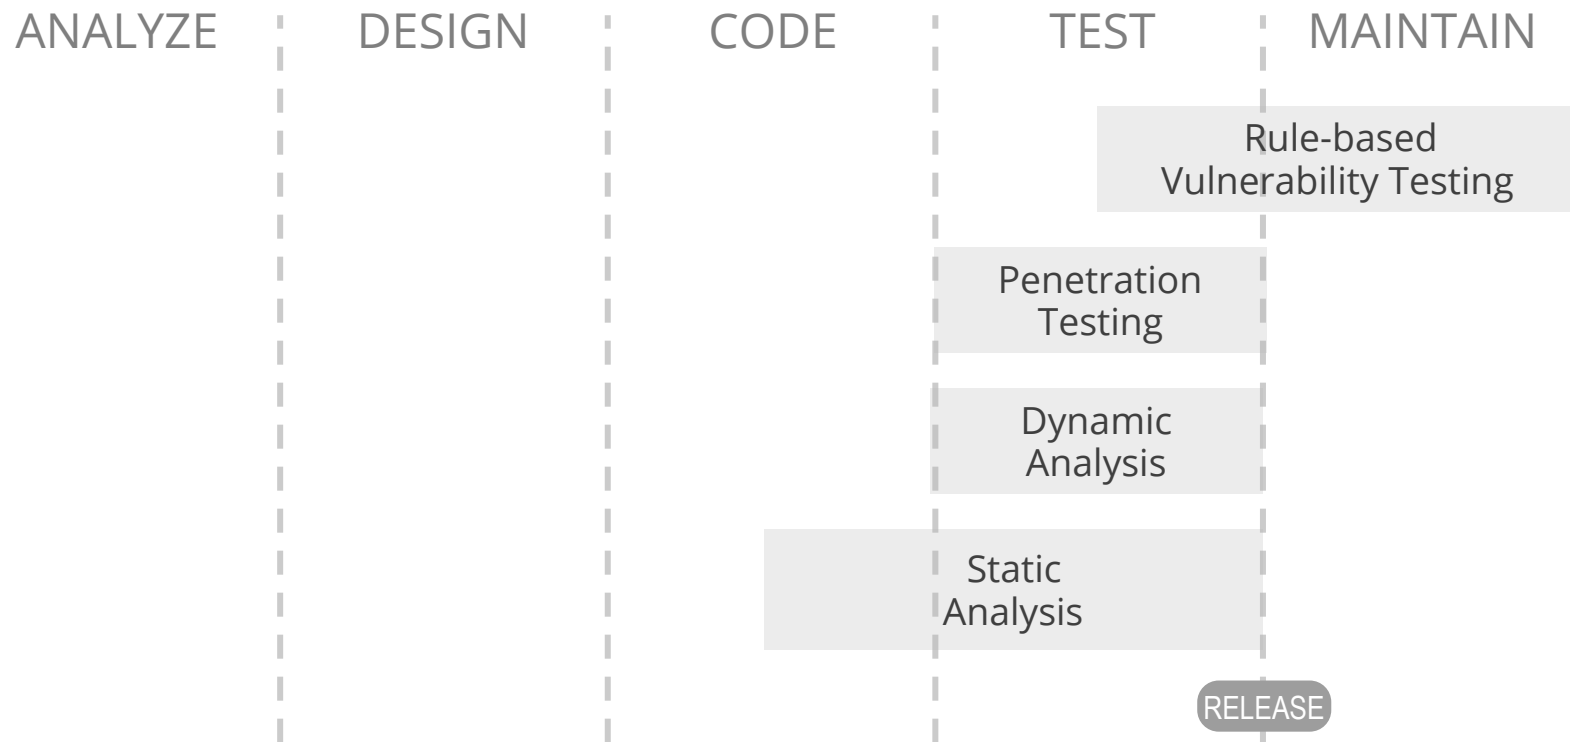 ANALYZE DESIGN CODE TEST MAINTAIN
Rule-based
Vulnerability Testing
Penetration
Testing
Dynamic
Analysis
Static
Analysis
RELEASE